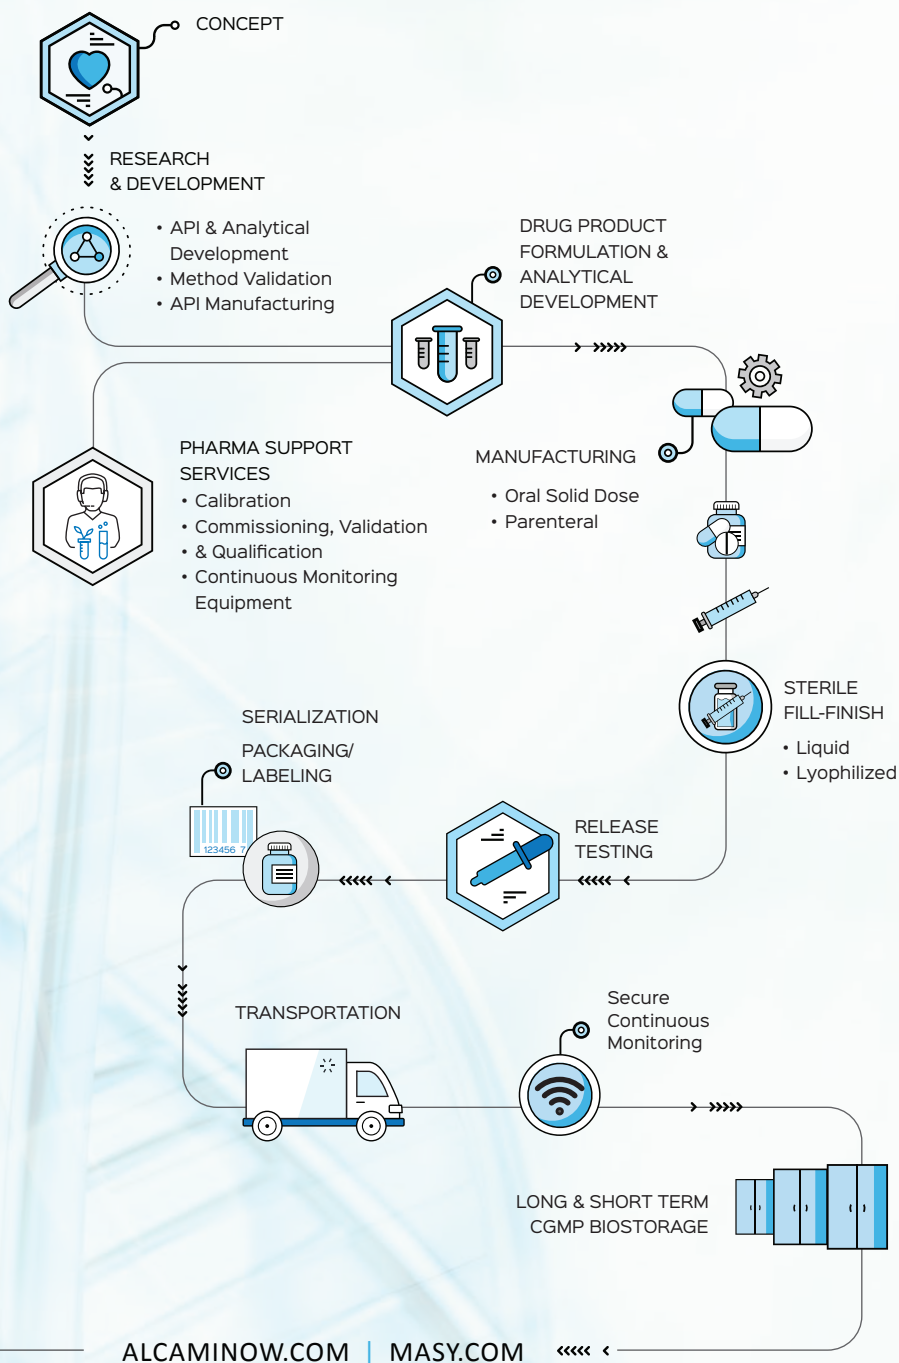 CONCEPT
RESEARCH
& DEVELOPMENT
• API & Analytical
Development
• Method Validation
• API Manufacturing
DRUG PRODUCT
FORMULATION &
ANALYTICAL
DEVELOPMENT
PHARMA SUPPORT
SERVICES
• Calibration
• Commissioning, Validation
• & Qualification
• Continuous Monitoring
Equipment
MANUFACTURING
• Oral Solid Dose
• Parenteral
STERILE
FILL-FINISH
• Liquid
• Lyophilized
RELEASE
TESTING
SERIALIZATION
PACKAGING/
LABELING
123456 7
TRANSPORTATION
Secure
Continuous
Monitoring
LONG & SHORT TERM
CGMP BIOSTORAGE
ALCAMINOW.COM | MASY.COM